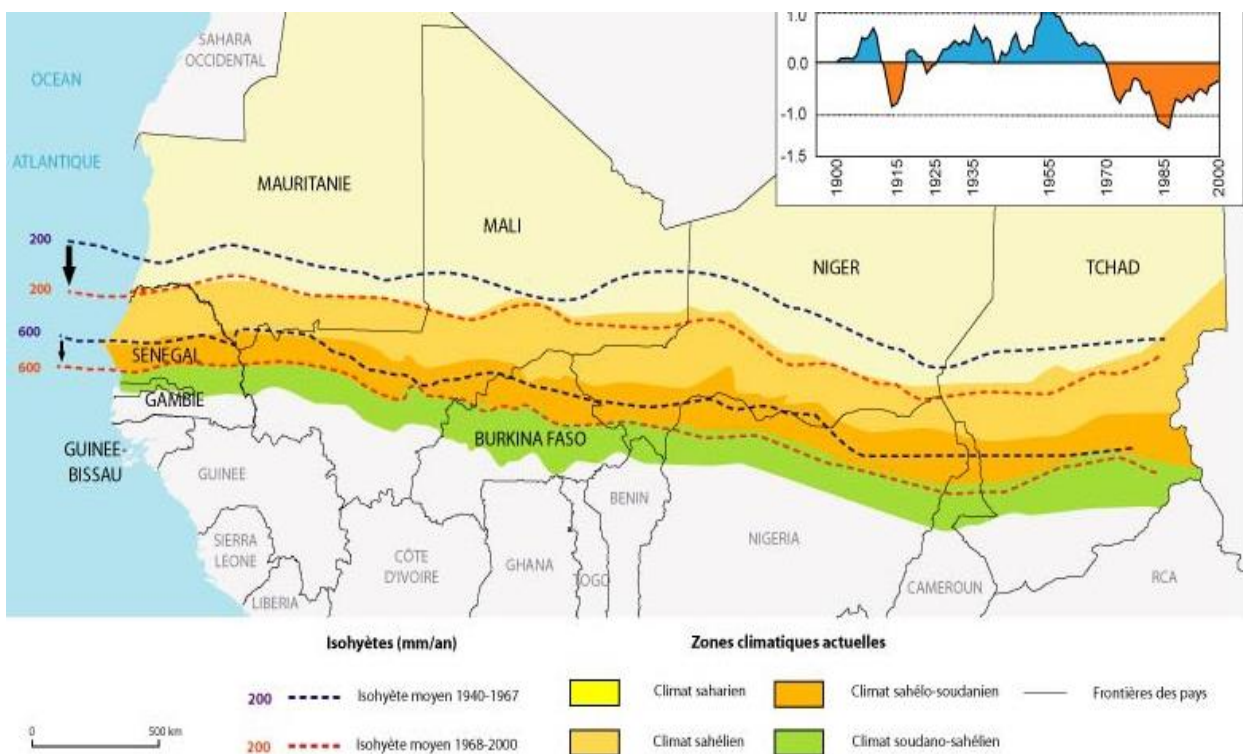 1.0
0.0
-1.0
-1.5
1900
1915
1925
1935
1955
1970
1985
2000
SAHARA
OCCIDENTAL
OCEAN
ATLANTIQUE
MAURITANIE
MALI
NIGER
TCHAD
200
200
600
600
SENEGAL
GAMBIE
GUINEE-
BISSAU
BURKINA FASO
GUINEE
SIERRA
LEONE
LIBERIA
CÔTE
D'IVOIRE
GHANA
TOGO
BENIN
NIGERIA
CAMEROUN
RCA
Isohyètes (mm/an)
Zones climatiques actuelles
200 Isohyète moyen 1940-1967
Climat saharien
Climat sahélo-soudanien
Frontières des pays
0 500 km
200 Isohyète moyen 1968-2000
Climat sahélien
Climat soudano-sahélien